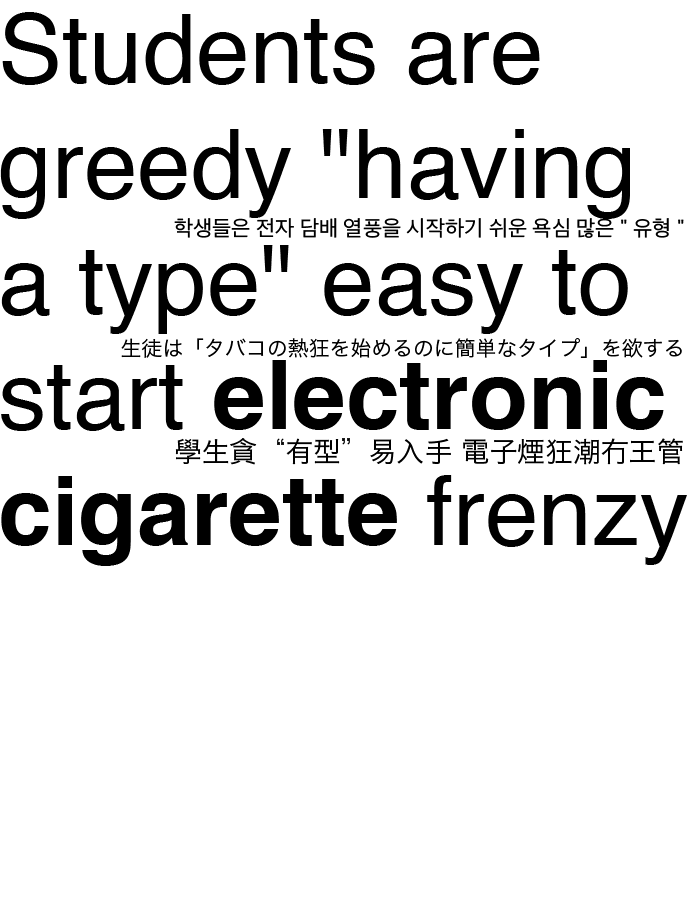 Students are
greedy "having
학생들은 전자 담배 열풍을 시작하기 쉬운 욕심 많은 " 유형 "
a type" easy to
生徒は「タバコの熱狂を始めるのに簡単なタイプ」を欲する
start electronic
學生貪“有型”易入手 電子煙狂潮冇王管
cigarette frenzy